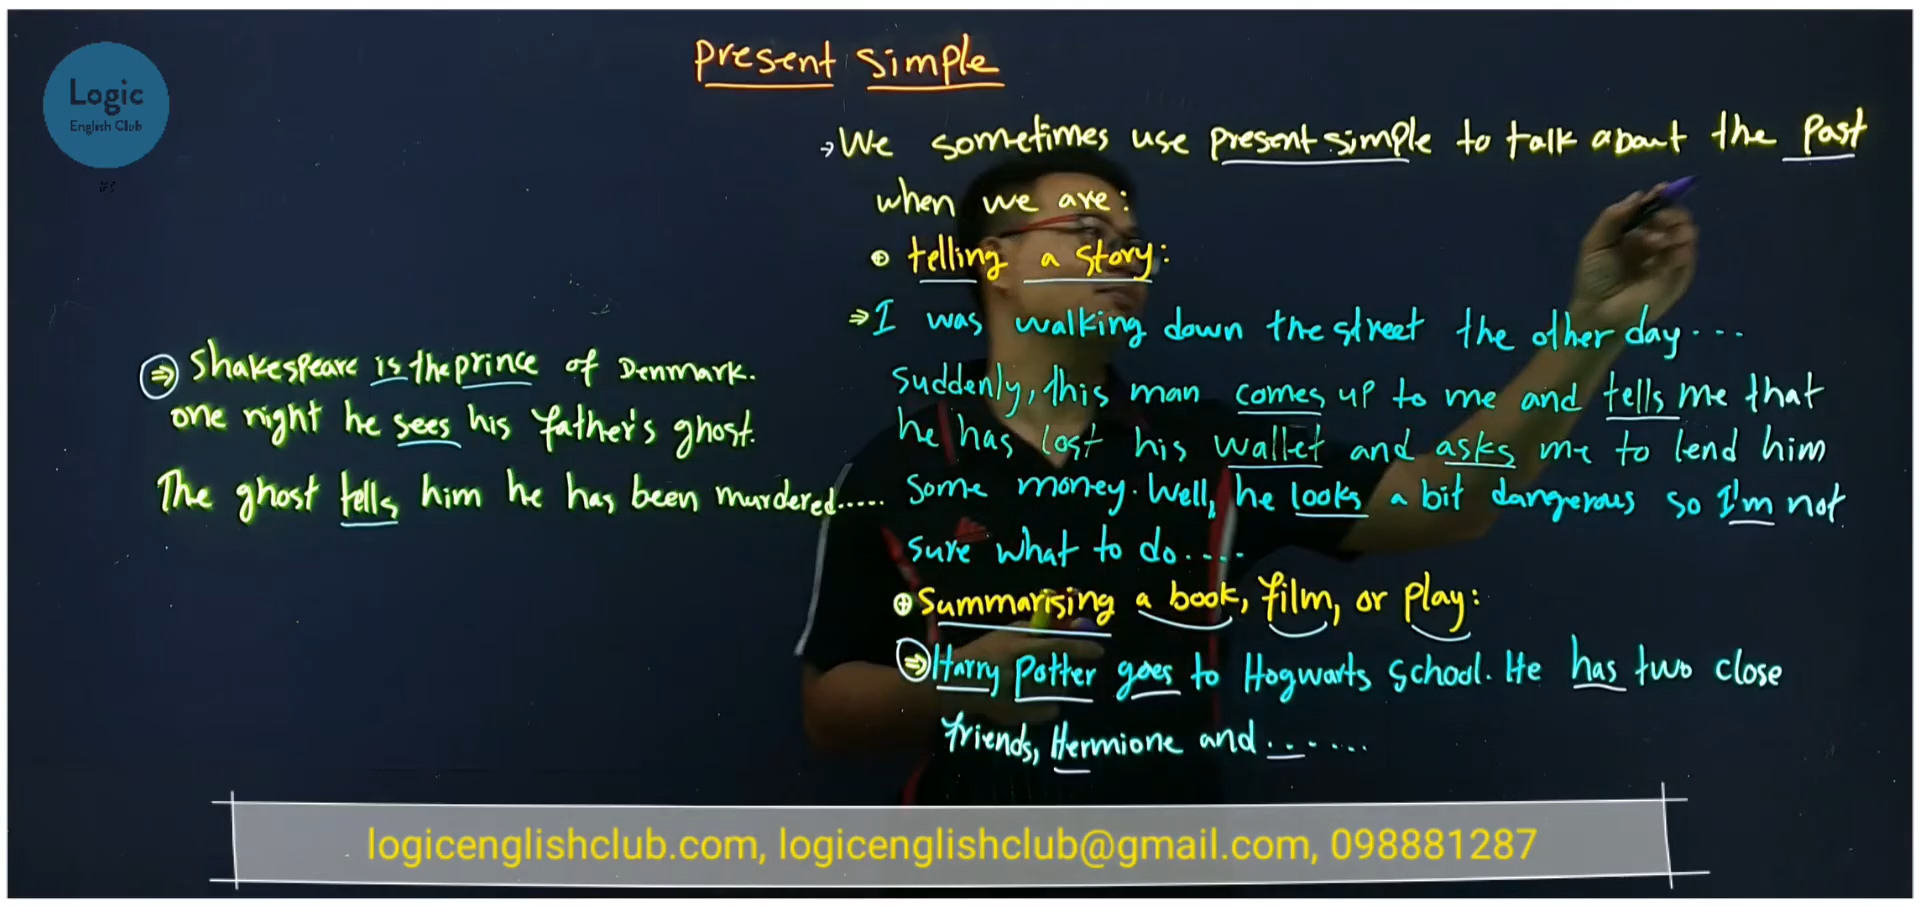 Logic
English Club
Present Simple
→ We sometimes use present simple to talk about the past
when we are:
telling a story:
⇒ I was walking down the street the other day...
suddenly, this man comes up to me and tells me that
he has lost his wallet and asks me to lend him
some money. Well, he looks a bit dangerous so I'm not
sure what to do....
⊕ Summarising a book, film, or play:
⇒ Harry Potter goes to Hogwarts school. He has two close
friends, Hermione and .......
⇒ Shakespeare is the prince of Denmark.
one night he sees his father's ghost.
The ghost tells him he has been murdered.....
logicenglishclub.com, logicenglishclub@gmail.com, 098881287